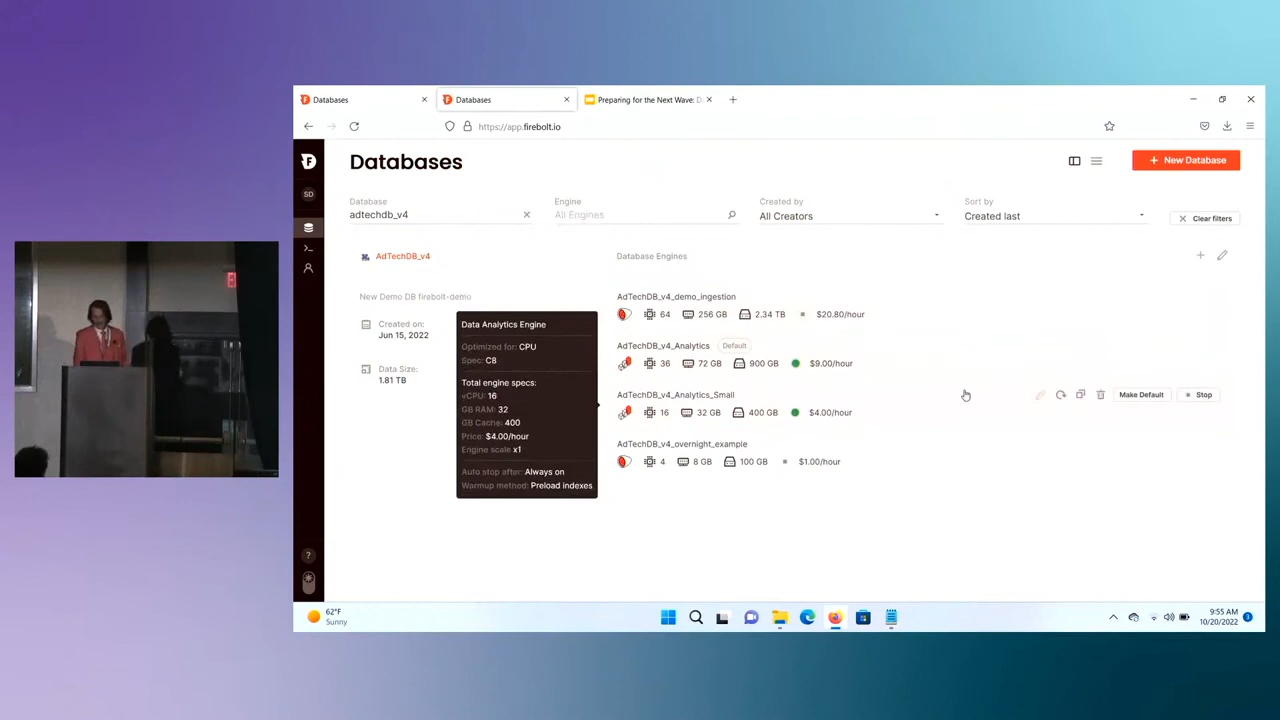 Databases
Databases
Preparing for the Next Wave: D
https://app.firebolt.io
Databases
New Database
SD
Database
adtechdb_v4
Engine
All Engines
Created by
All Creators
Sort by
Created last
Clear filters
AdTechDB_v4
Database Engines
New Demo DB firebolt-demo
Created on:
Jun 15, 2022
Data Size:
1.81 TB
Data Analytics Engine
Optimized for: CPU
Spec: C8
Total engine specs:
vCPU: 16
GB RAM: 32
GB Cache: 400
Price: $4.00/hour
Engine scale x1
Auto stop after: Always on
Warmup method: Preload indexes
AdTechDB_v4_demo_ingestion
64 256 GB 2.34 TB $20.80/hour
AdTechDB_v4_Analytics Default
36 72 GB 900 GB $9.00/hour
AdTechDB_v4_Analytics_Small
16 32 GB 400 GB $4.00/hour
Make Default Stop
AdTechDB_v4_overnight_example
4 8 GB 100 GB $1.00/hour
62°F
Sunny
9:55 AM
10/20/2022